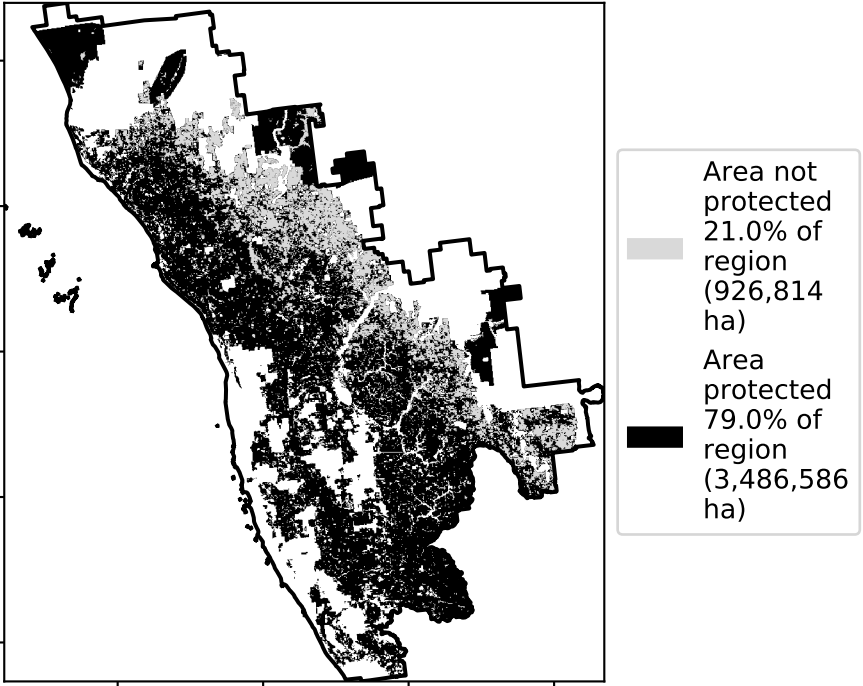 Area not
protected
21.0% of
region
(926,814
ha)
Area
protected
79.0% of
region
(3,486,586
ha)